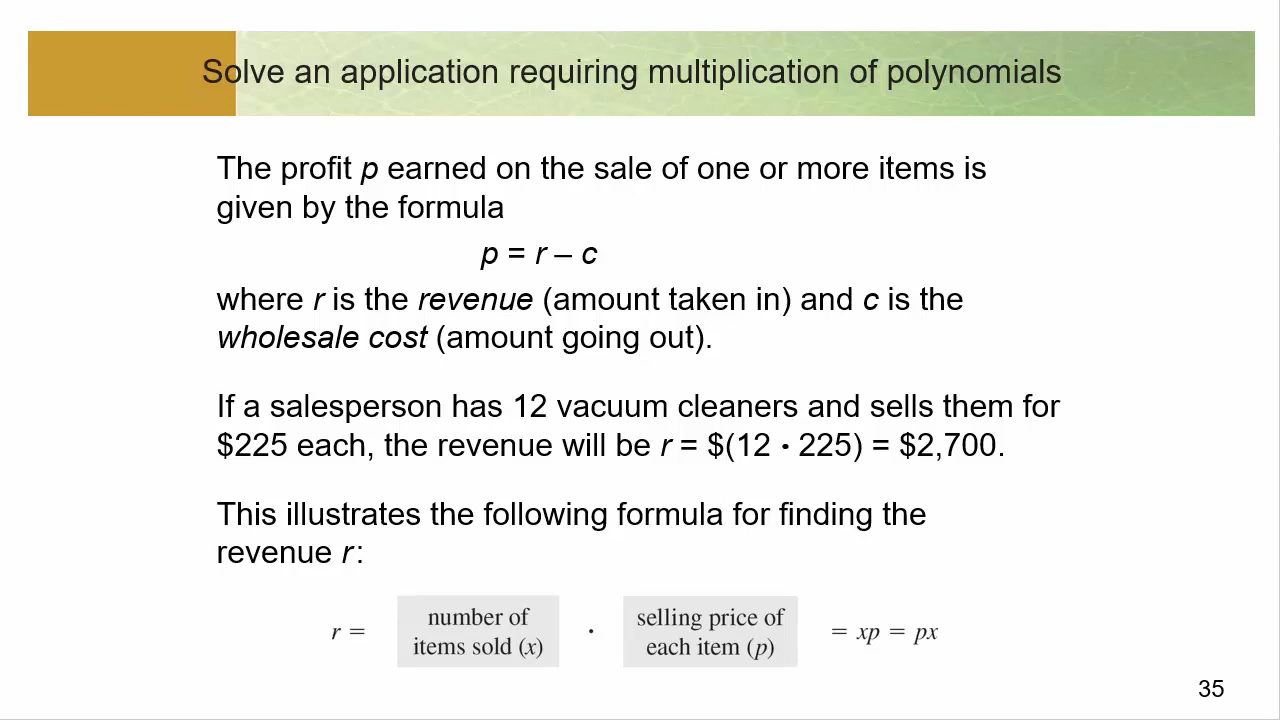 Solve an application requiring multiplication of polynomials
The profit p earned on the sale of one or more items is
given by the formula
p = r – c
where r is the revenue (amount taken in) and c is the
wholesale cost (amount going out).
If a salesperson has 12 vacuum cleaners and sells them for
$225 each, the revenue will be r = $(12 · 225) = $2,700.
This illustrates the following formula for finding the
revenue r:
r = number of items sold (x) · selling price of each item (p) = xp = px
35